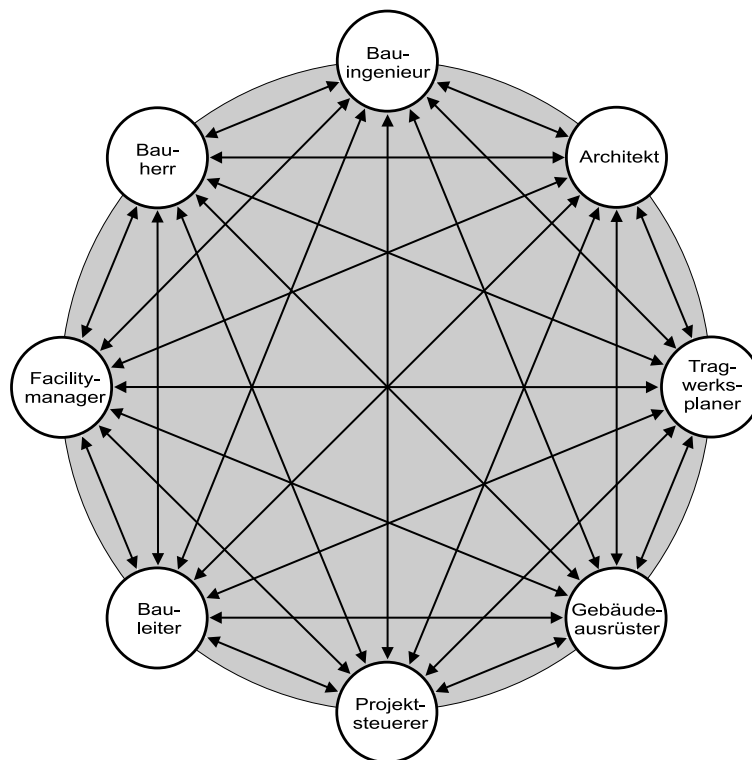 Bau-
ingenieur
Bau-
herr
Architekt
Facility-
manager
Trag-
werks-
planer
Bau-
leiter
Gebäude-
ausrüster
Projekt-
steuerer